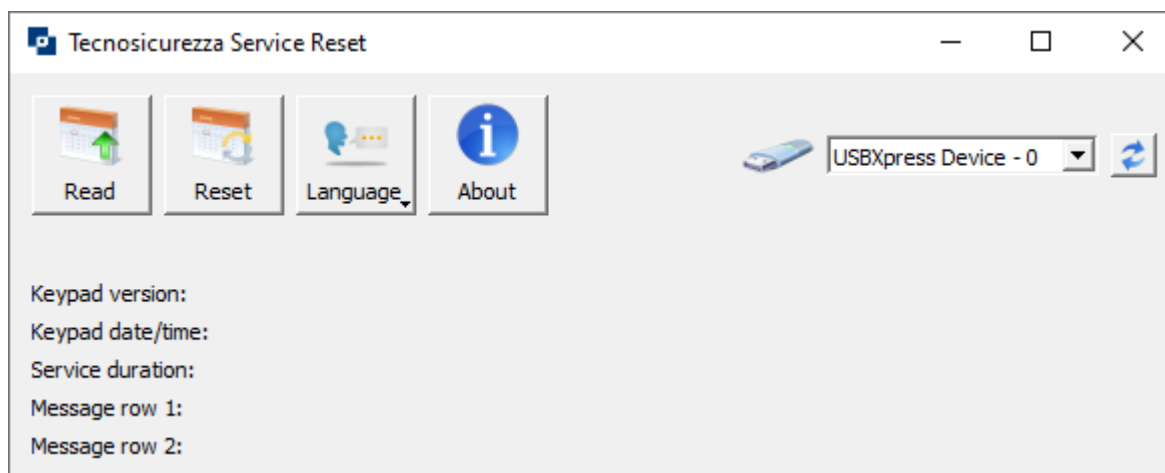 Tecnosicurezza Service Reset
Read
Reset
Language
About
USBXpress Device - 0
Keypad version:
Keypad date/time:
Service duration:
Message row 1:
Message row 2: